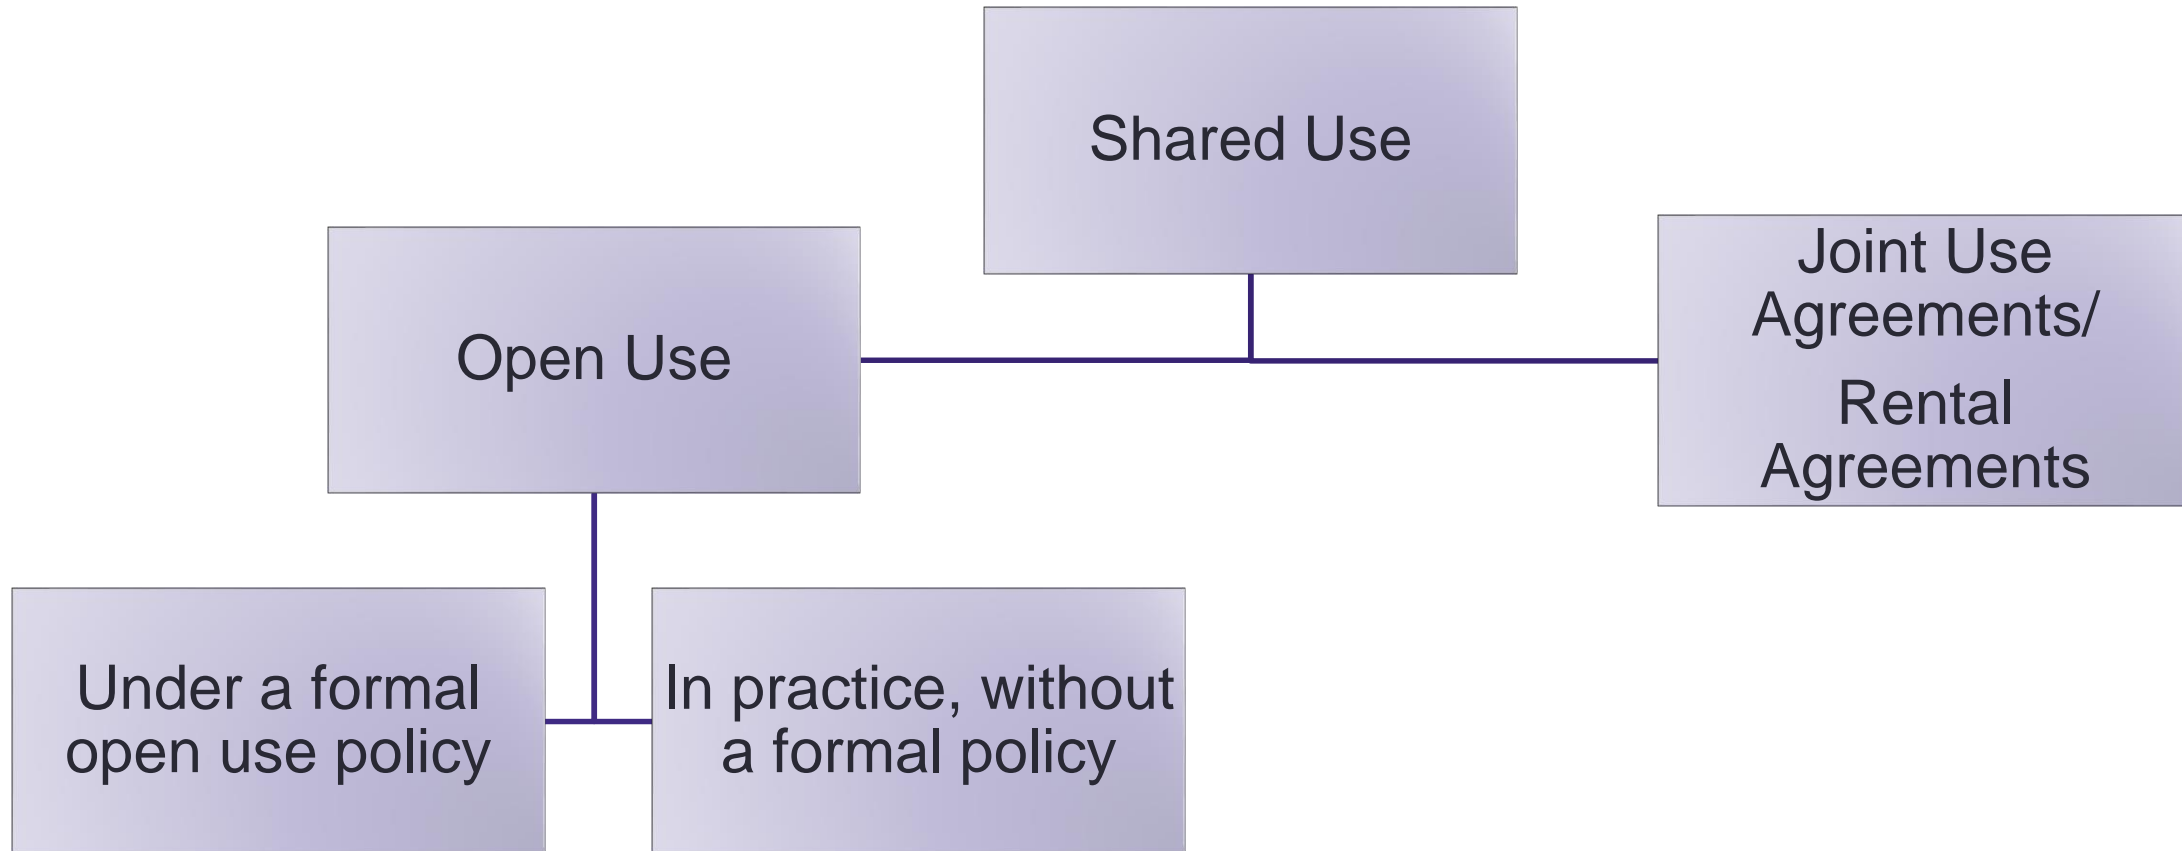 Shared Use
Open Use
Joint Use
Agreements/
Rental
Agreements
Under a formal
open use policy
In practice, without
a formal policy